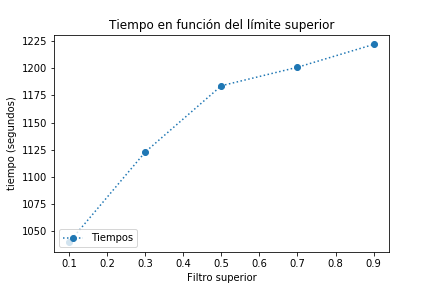 Tiempo en función del límite superior
tiempo (segundos)
1225
1200
1175
1150
1125
1100
1075
1050
Tiempos
0.1 0.2 0.3 0.4 0.5 0.6 0.7 0.8 0.9
Filtro superior